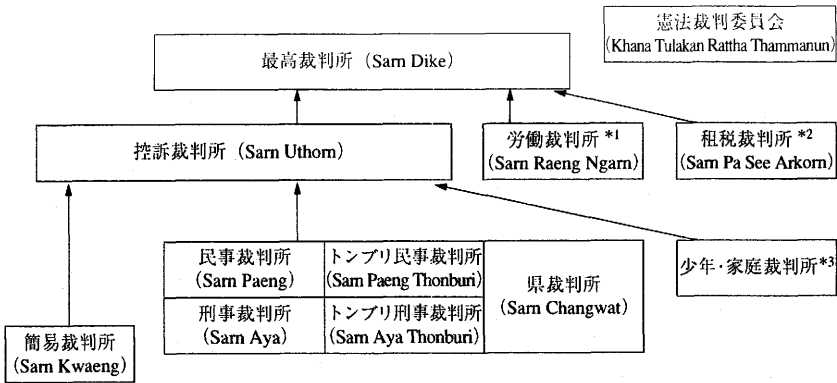 憲法裁判委員会
(Khana Tulakan Rattha Thammanun)
最高裁判所 (Sarn Dike)
控訴裁判所 (Sarn Uthorn)
労働裁判所 *1
(Sarn Raeng Ngarn)
租税裁判所 *2
(Sarn Pa See Arkorn)
民事裁判所
(Sarn Paeng)
トンブリ民事裁判所
(Sarn Paeng Thonburi)
県裁判所
(Sarn Changwat)
少年・家庭裁判所*3
刑事裁判所
(Sarn Aya)
トンブリ刑事裁判所
(Sarn Aya Thonburi)
簡易裁判所
(Sarn Kwaeng)